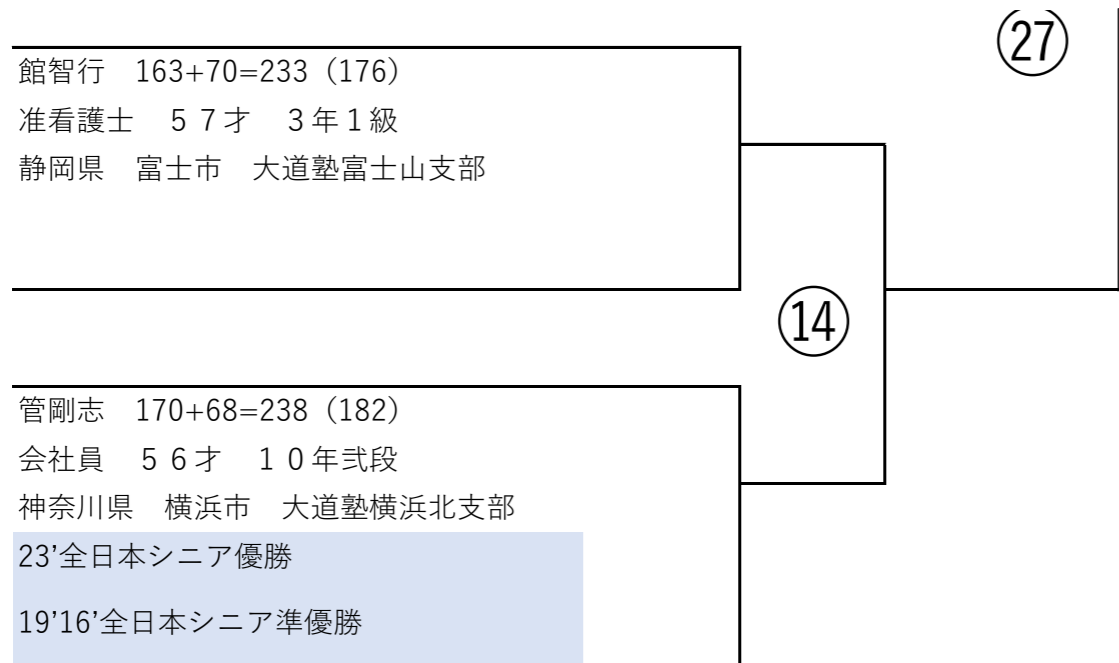 ㉗
館智行　163+70=233（176）
准看護士　５７才　３年１級
静岡県　富士市　大道塾富士山支部
⑭
管剛志　170+68=238（182）
会社員　５６才　１０年弐段
神奈川県　横浜市　大道塾横浜北支部
23’全日本シニア優勝
19’16’全日本シニア準優勝